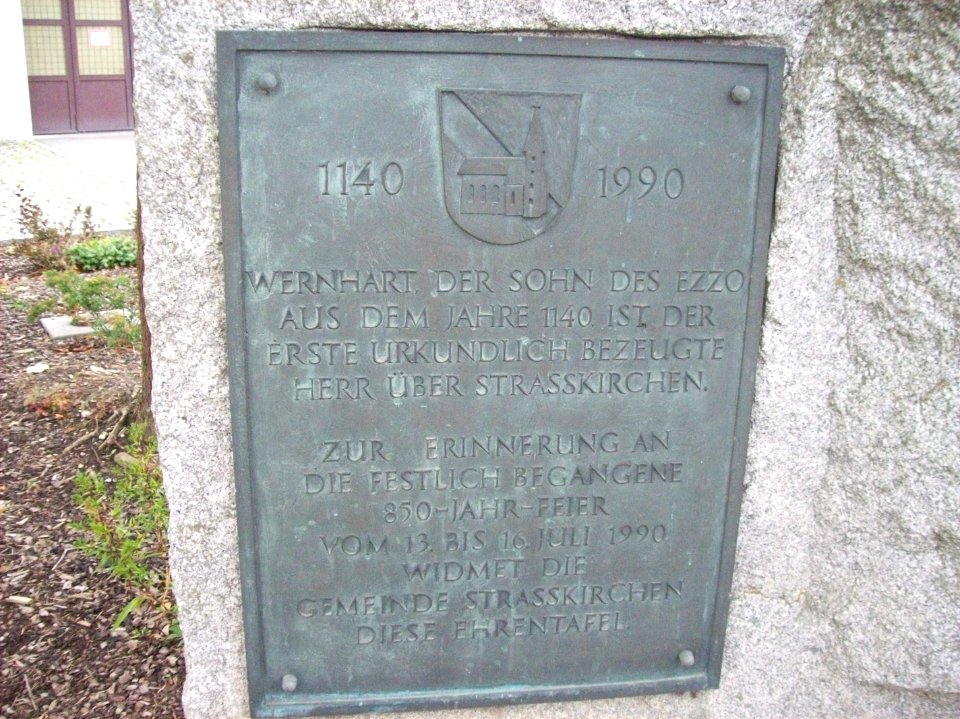 1140 1990
WERNHART, DER SOHN DES EZZO
AUS DEM JAHRE 1140, IST DER
ERSTE URKUNDLICH BEZEUGTE
HERR ÜBER STRASSKIRCHEN.
ZUR ERINNERUNG AN
DIE FESTLICH BEGANGENE
850-JAHR-FEIER
VOM 13. BIS 16. JULI 1990
WIDMET DIE
GEMEINDE STRASSKIRCHEN
DIESE EHRENTAFEL.